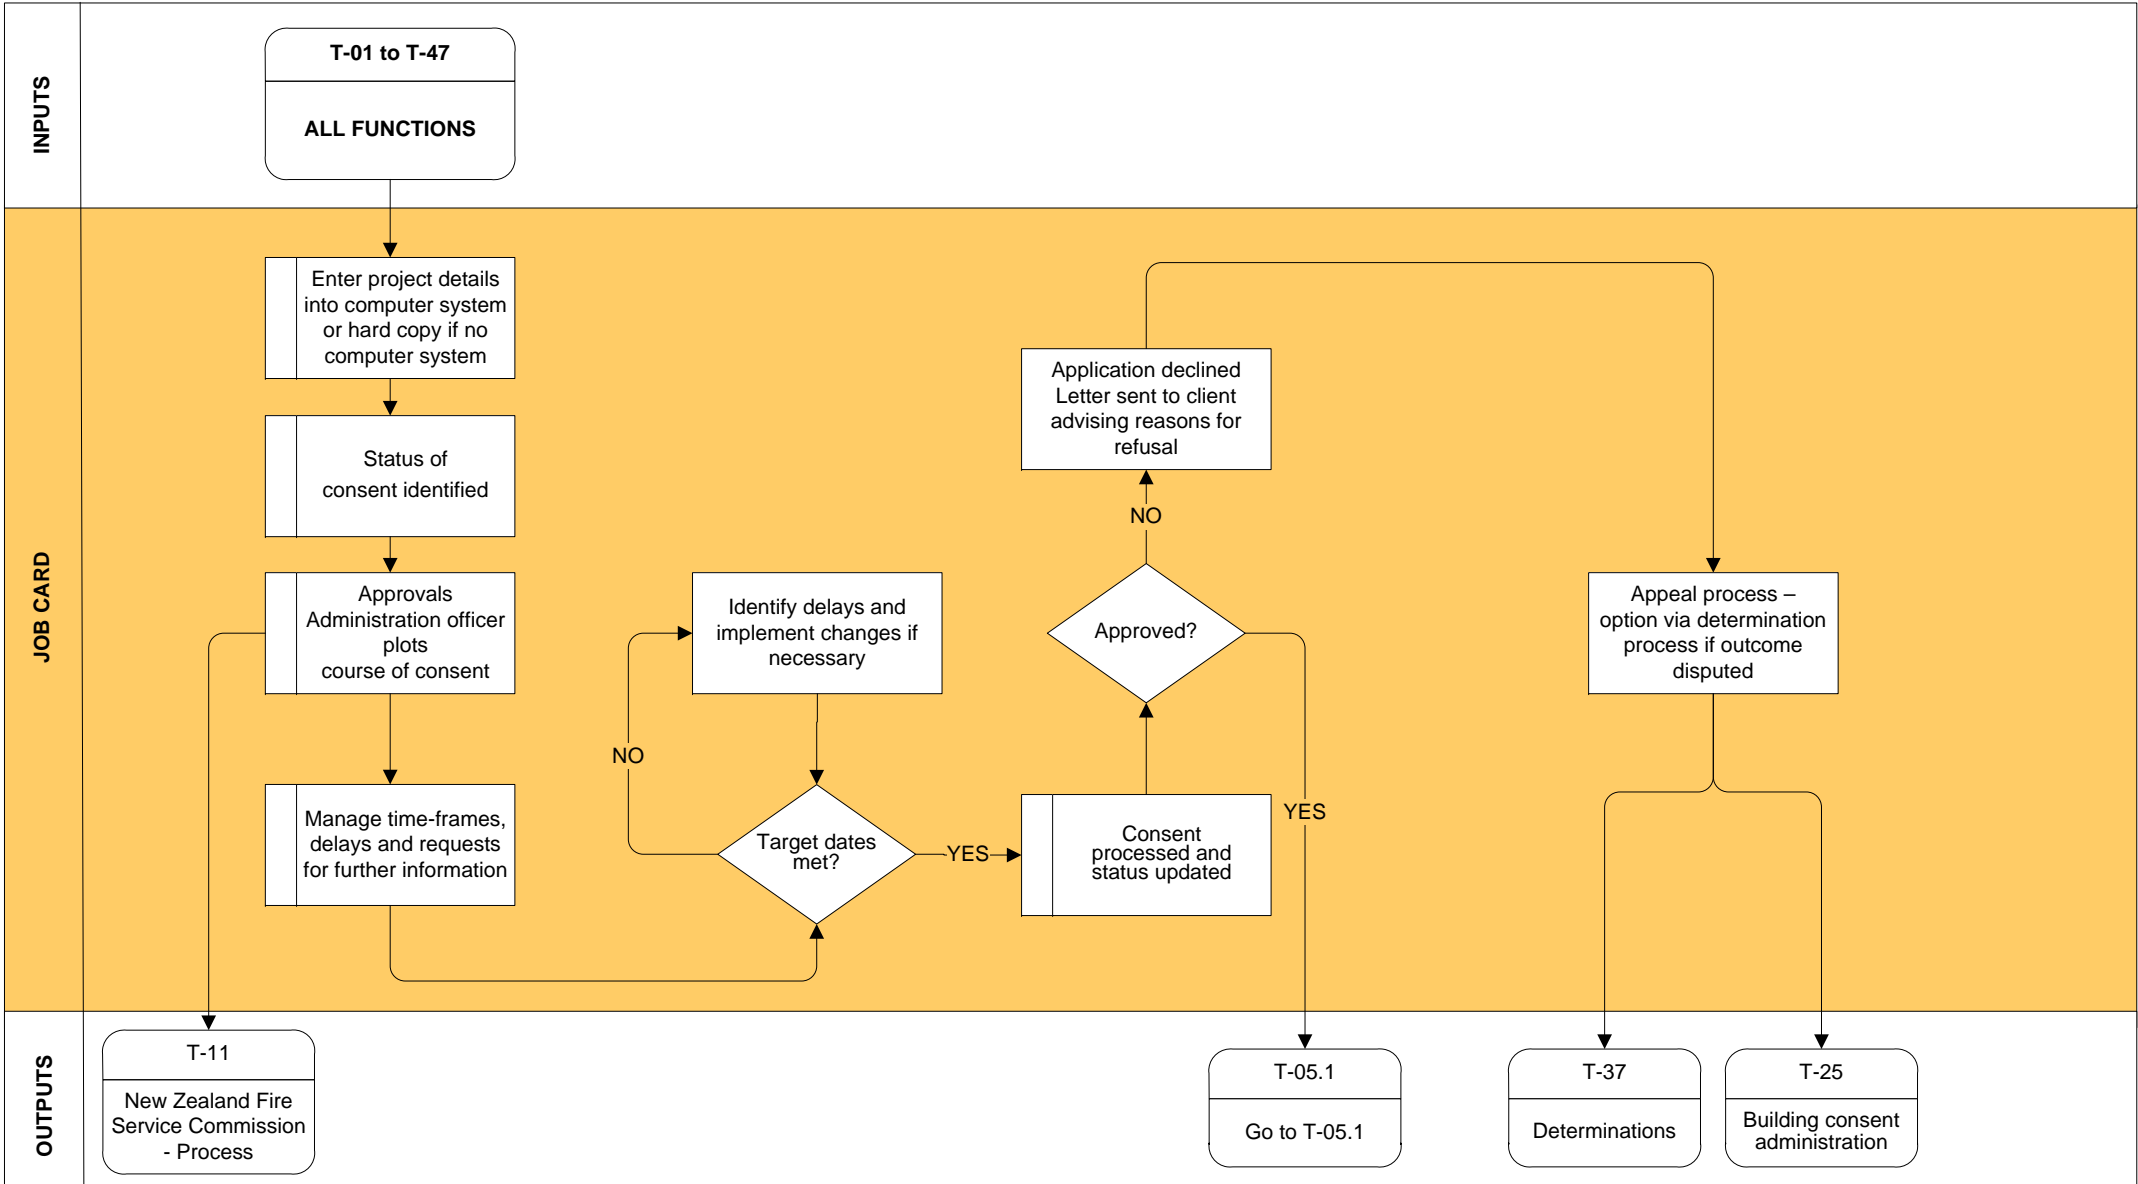 INPUTS
T-01 to T-47
ALL FUNCTIONS
JOB CARD
Enter project details
into computer system
or hard copy if no
computer system
Status of
consent identified
Approvals
Administration officer
plots
course of consent
Manage time-frames,
delays and requests
for further information
Identify delays and
implement changes if
necessary
NO
Target dates
met?
YES
Consent
processed and
status updated
Approved?
NO
YES
Application declined
Letter sent to client
advising reasons for
refusal
Appeal process –
option via determination
process if outcome
disputed
OUTPUTS
T-11
New Zealand Fire
Service Commission
- Process
T-05.1
Go to T-05.1
T-37
Determinations
T-25
Building consent
administration